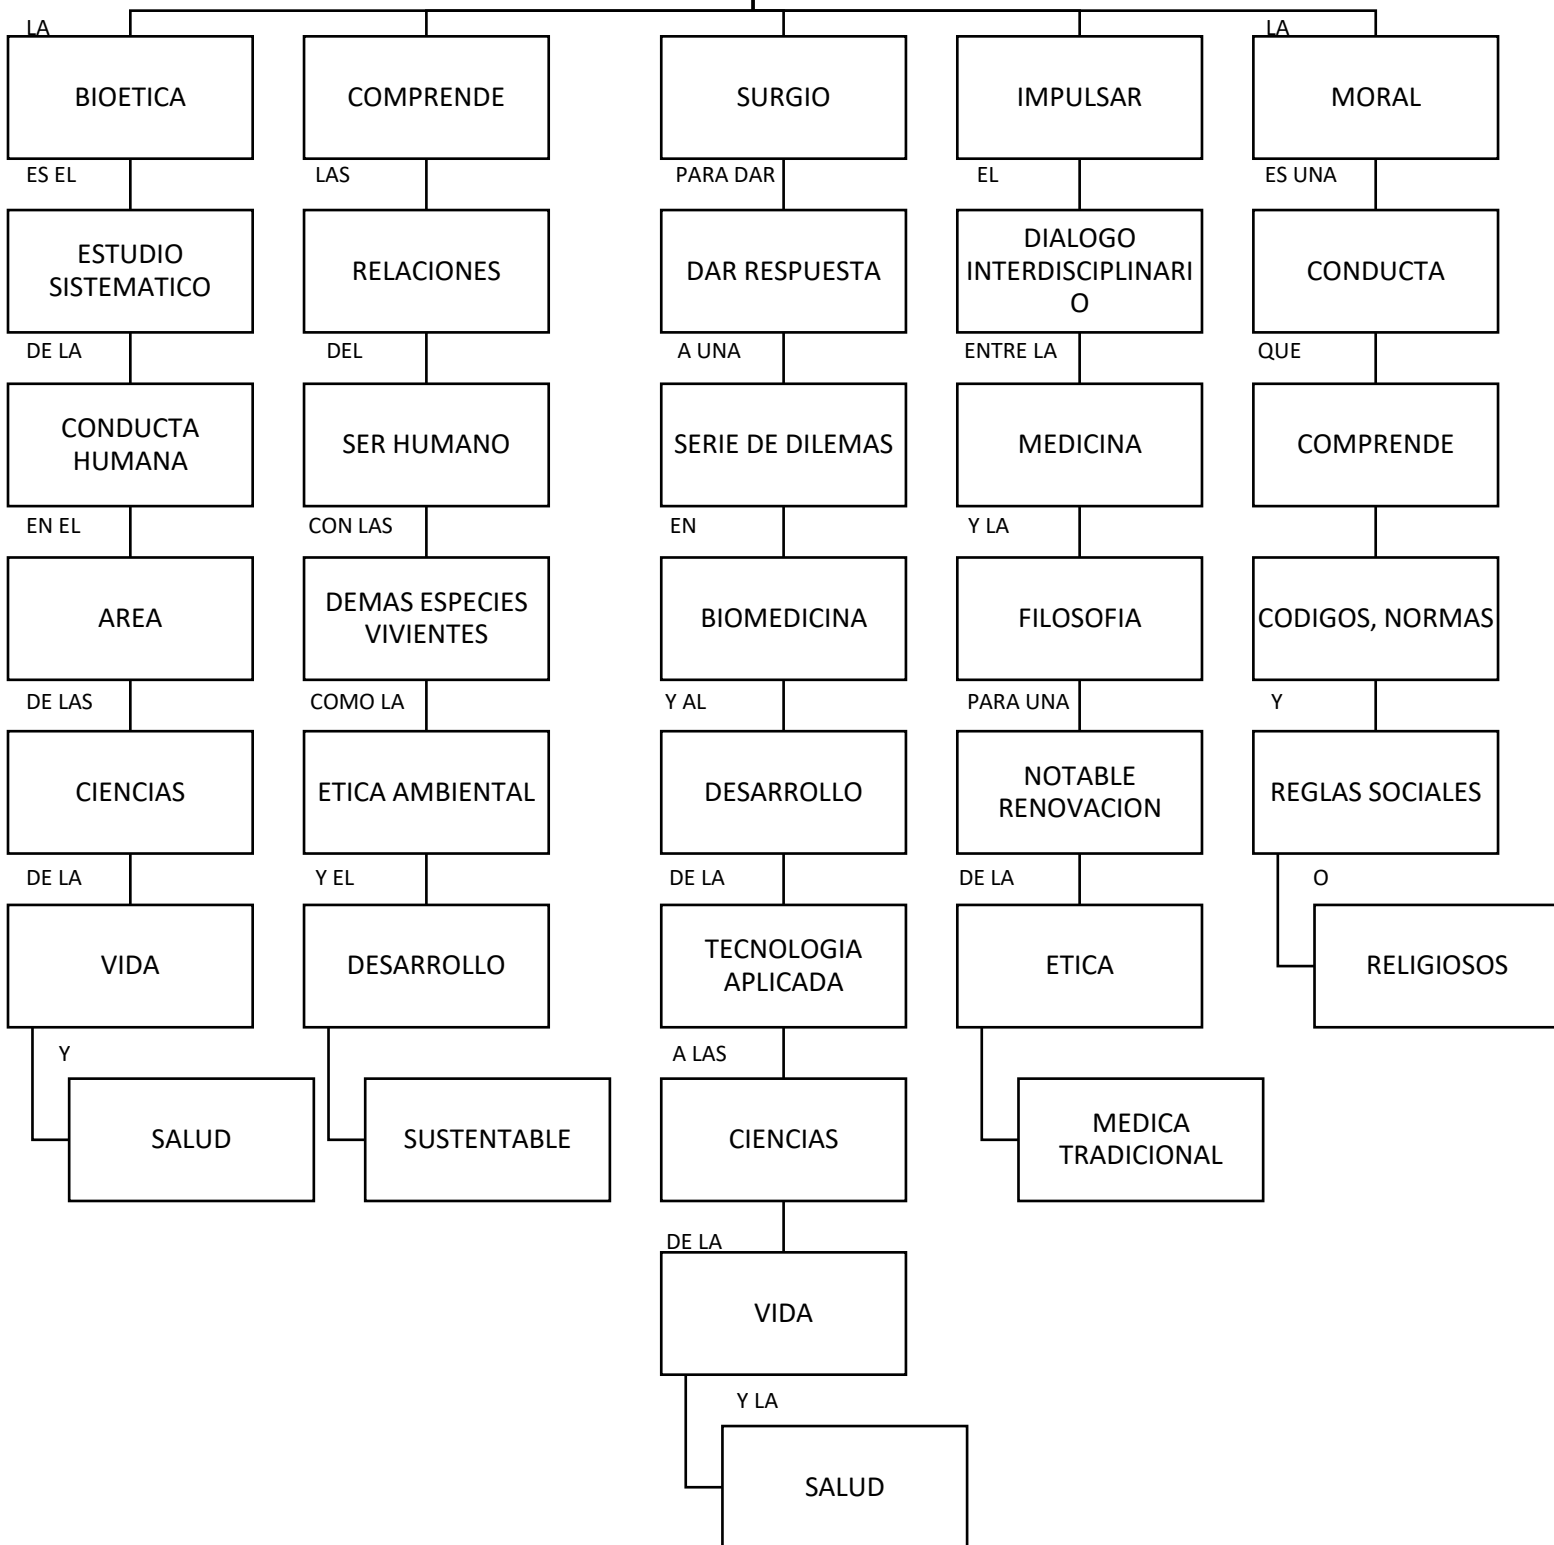 LA
BIOETICA
ES EL
ESTUDIO
SISTEMATICO
DE LA
CONDUCTA
HUMANA
EN EL
AREA
DE LAS
CIENCIAS
DE LA
VIDA
Y
SALUD
COMPRENDE
LAS
RELACIONES
DEL
SER HUMANO
CON LAS
DEMAS ESPECIES
VIVIENTES
COMO LA
ETICA AMBIENTAL
Y EL
DESARROLLO
SUSTENTABLE
SURGIO
PARA DAR
DAR RESPUESTA
A UNA
SERIE DE DILEMAS
EN
BIOMEDICINA
Y AL
DESARROLLO
DE LA
TECNOLOGIA
APLICADA
A LAS
CIENCIAS
DE LA
VIDA
Y LA
SALUD
IMPULSAR
EL
DIALOGO
INTERDISCIPLINARI
O
ENTRE LA
MEDICINA
Y LA
FILOSOFIA
PARA UNA
NOTABLE
RENOVACION
DE LA
ETICA
MEDICA
TRADICIONAL
LA
MORAL
ES UNA
CONDUCTA
QUE
COMPRENDE
CODIGOS, NORMAS
Y
REGLAS SOCIALES
O
RELIGIOSOS